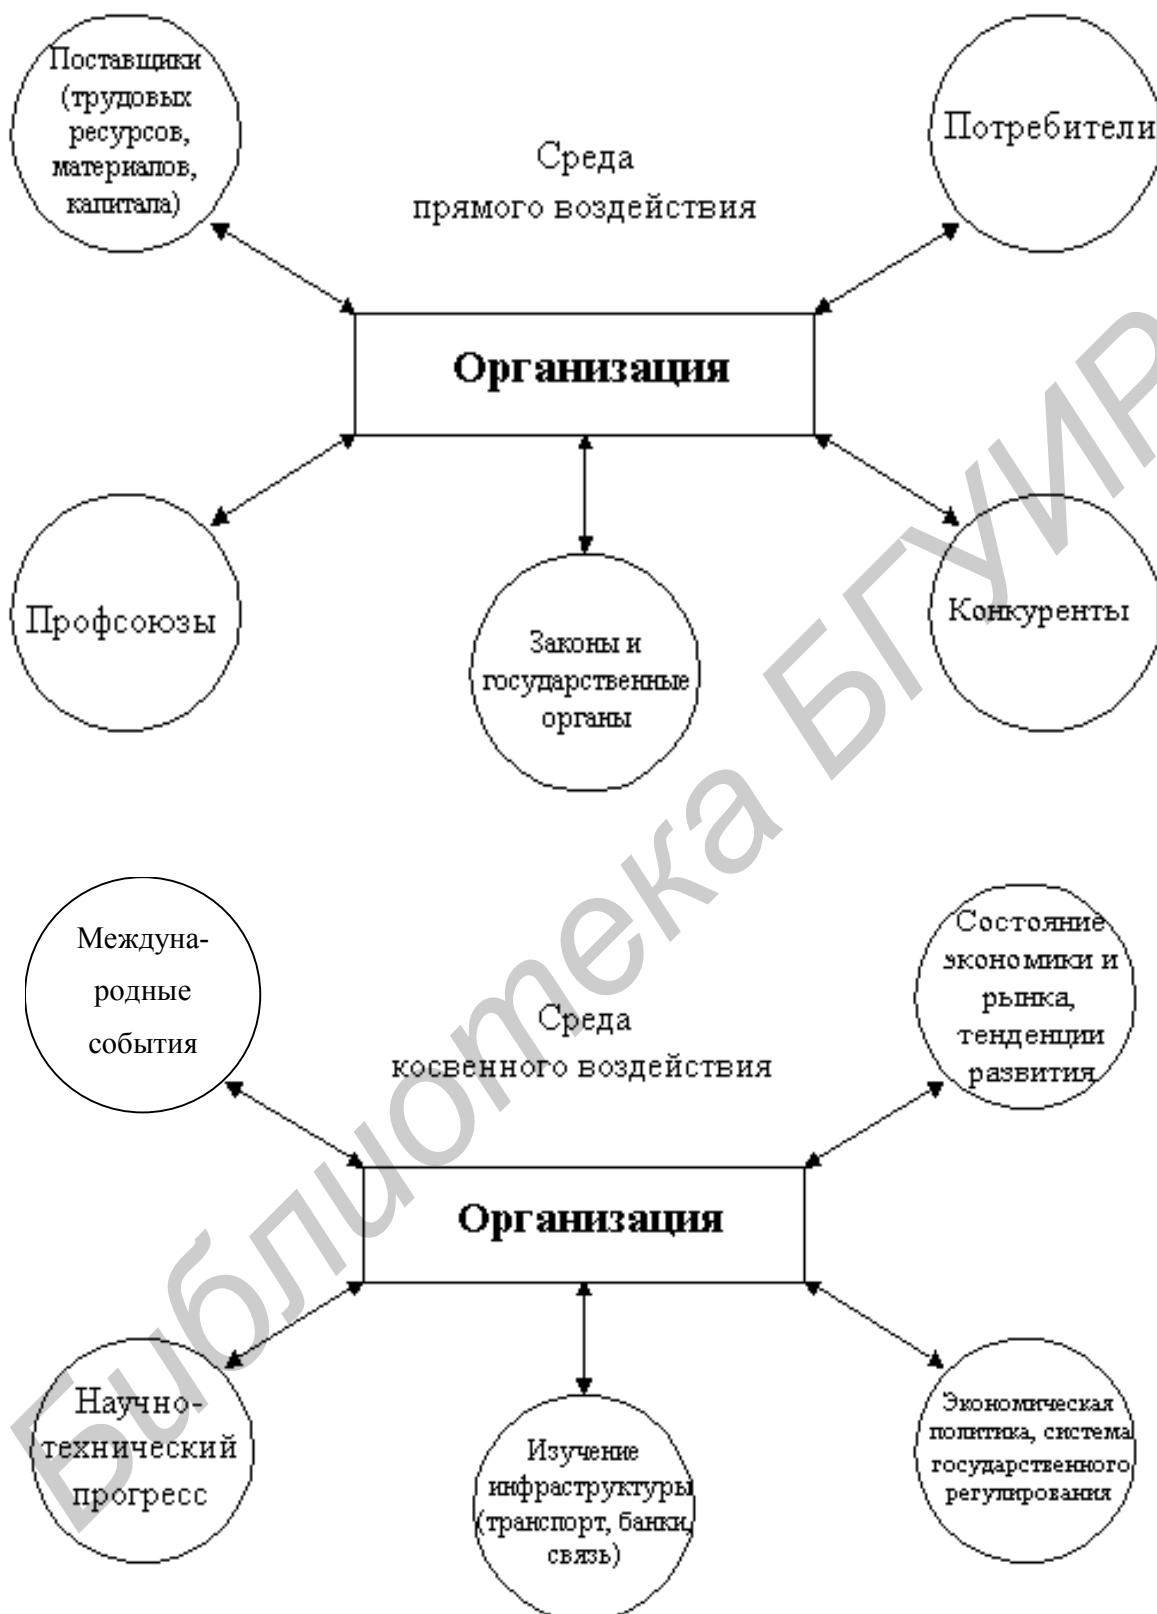 Поставщики
(трудовых
ресурсов,
материалов,
капитала)
Среда
прямого воздействия
Потребители
Организация
Профсоюзы
Законы и
государственные
органы
Конкуренты
Междуна-
родные
события
Среда
косвенного воздействия
Состояние
экономики и
рынка,
тенденции
развития
Организация
Научно-
технический
прогресс
Изучение
инфраструктуры
(транспорт, банки,
связь)
Экономическая
политика, система
государственного
регулирования
Библиотека БГУИР